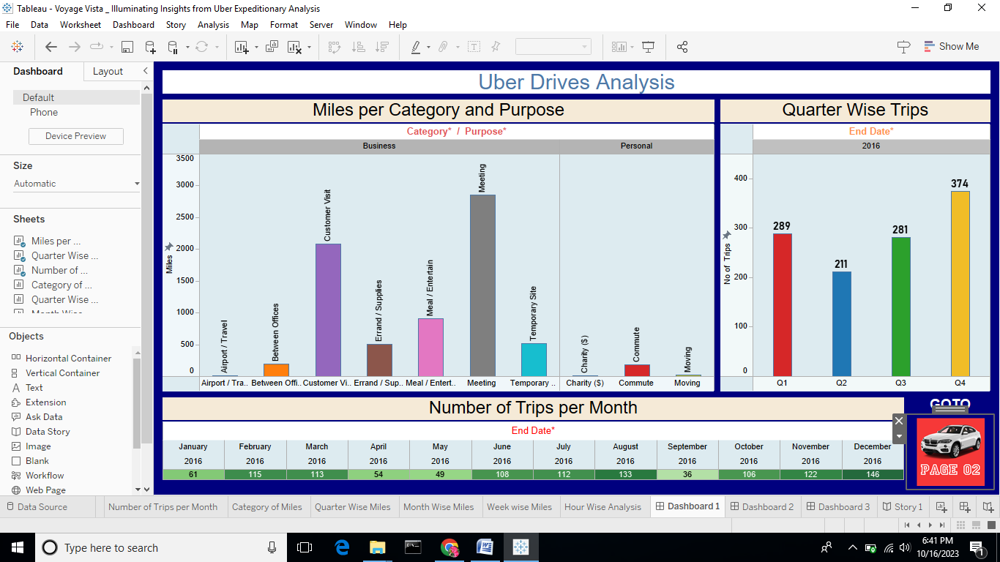 Tableau - Voyage Vista _ Illuminating Insights from Uber Expeditionary Analysis
File Data Worksheet Dashboard Story Analysis Map Format Server Window Help
Show Me
Dashboard Layout
Default
Phone
Device Preview
Size
Automatic
Sheets
Miles per ...
Quarter Wise ...
Number of ...
Category of ...
Quarter Wise ...
Objects
Horizontal Container
Vertical Container
Text
Extension
Ask Data
Data Story
Image
Blank
Workflow
Web Page
Uber Drives Analysis
Miles per Category and Purpose
Category* / Purpose*
Business Personal
Miles
3500
3000
2500
2000
1500
1000
500
0
Airport / Travel
Between Offices
Customer Visit
Errand / Supplies
Meal / Entertain
Meeting
Temporary Site
Charity ($)
Commute
Moving
Airport / Tra.. Between Offi.. Customer Vi.. Errand / Sup.. Meal / Entert.. Meeting Temporary .. Charity ($) Commute Moving
Quarter Wise Trips
End Date*
2016
No of Trips
400
300
200
100
0
289 211 281 374
Q1 Q2 Q3 Q4
Number of Trips per Month
End Date*
January February March April May June July August September October November December
2016 2016 2016 2016 2016 2016 2016 2016 2016 2016 2016 2016
61 115 113 54 49 108 112 133 36 106 122 146
GOTO
PAGE 02
Data Source Number of Trips per Month Category of Miles Quarter Wise Miles Month Wise Miles Week wise Miles Hour Wise Analysis Dashboard 1 Dashboard 2 Dashboard 3 Story 1
Type here to search
6:41 PM
10/16/2023
1